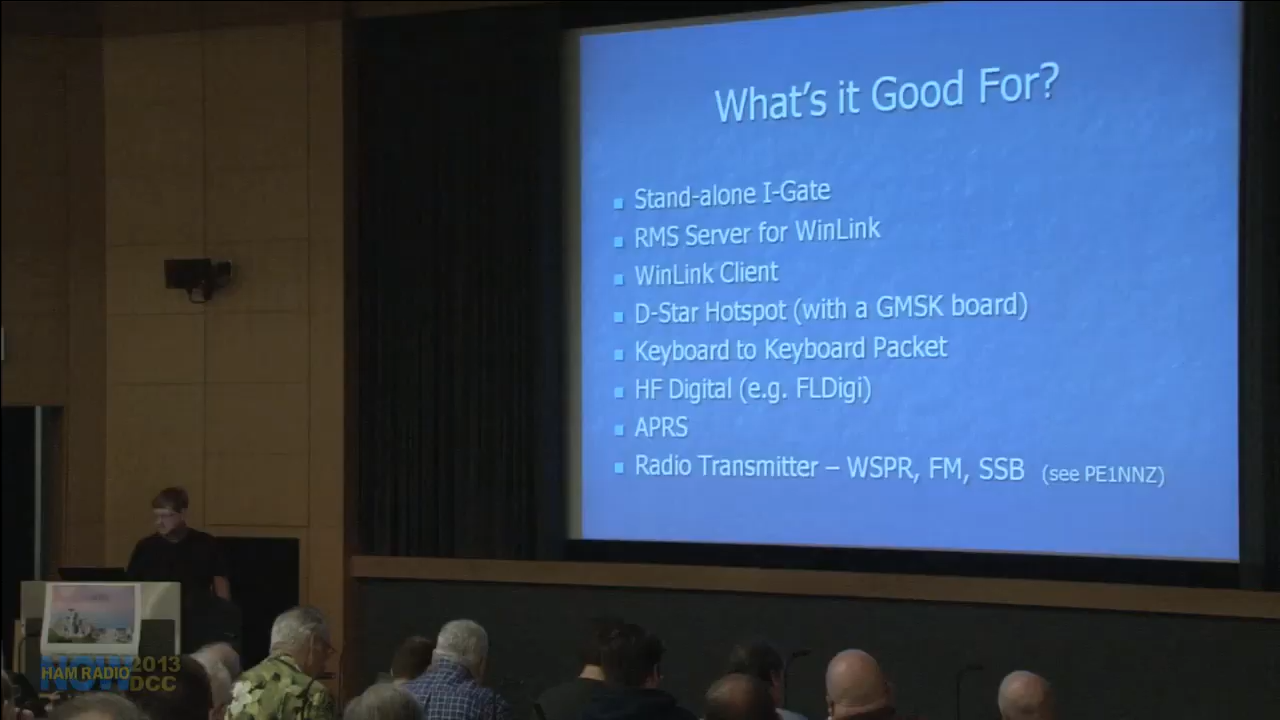 What's it Good For?
Stand-alone I-Gate
RMS Server for WinLink
WinLink Client
D-Star Hotspot (with a GMSK board)
Keyboard to Keyboard Packet
HF Digital (e.g. FLDigi)
APRS
Radio Transmitter – WSPR, FM, SSB (see PE1NNZ)
NOW
HAM RADIO 2013
DCC